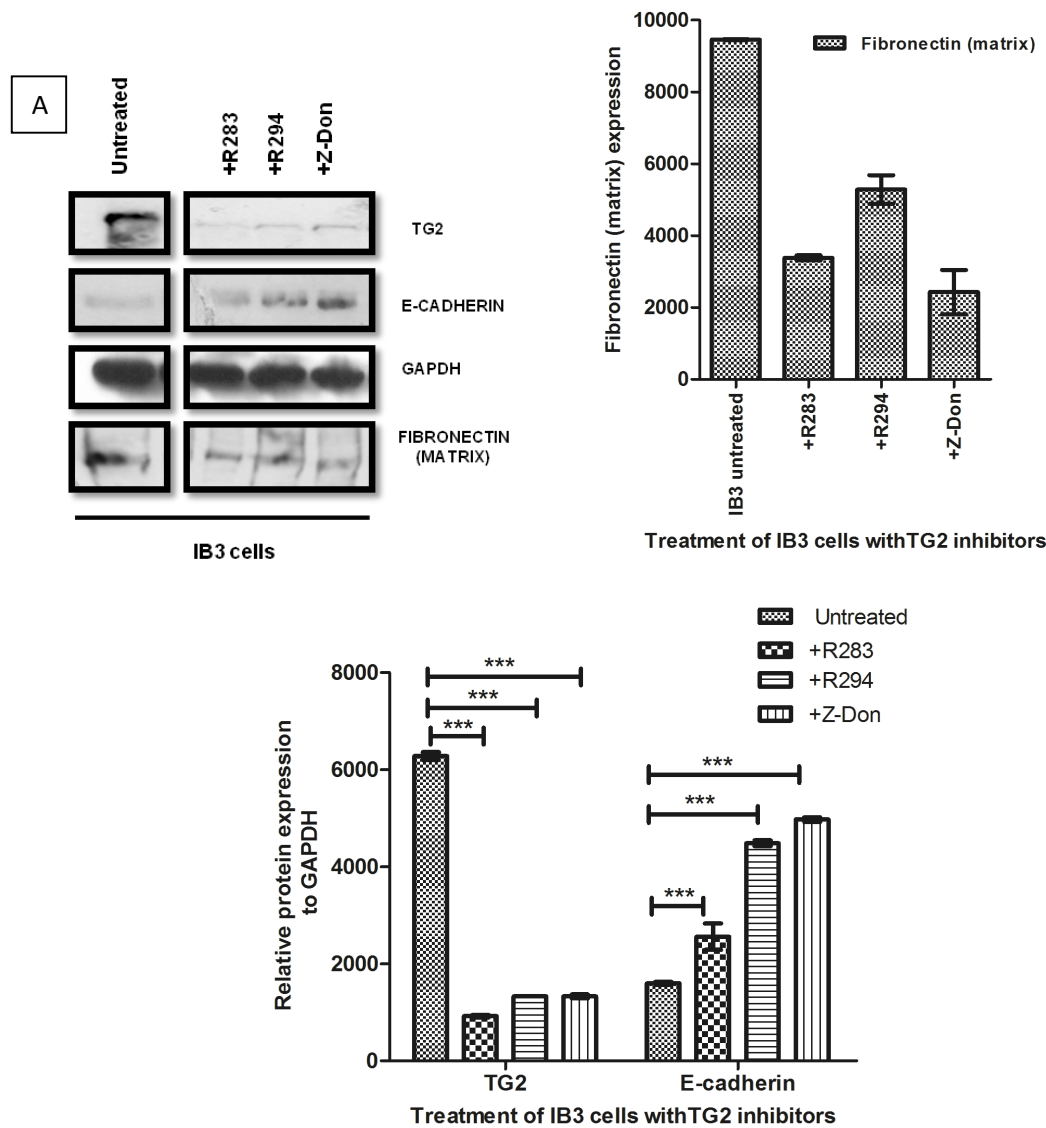 A
Untreated
+R283
+R294
+Z-Don
TG2
E-CADHERIN
GAPDH
FIBRONECTIN
(MATRIX)
IB3 cells
Fibronectin (matrix) expression
10000
8000
6000
4000
2000
0
Fibronectin (matrix)
IB3 untreated
+R283
+R294
+Z-Don
Treatment of IB3 cells withTG2 inhibitors
Untreated
+R283
+R294
+Z-Don
Relative protein expression
to GAPDH
8000
6000
4000
2000
0
***
***
***
***
***
***
TG2
E-cadherin
Treatment of IB3 cells withTG2 inhibitors